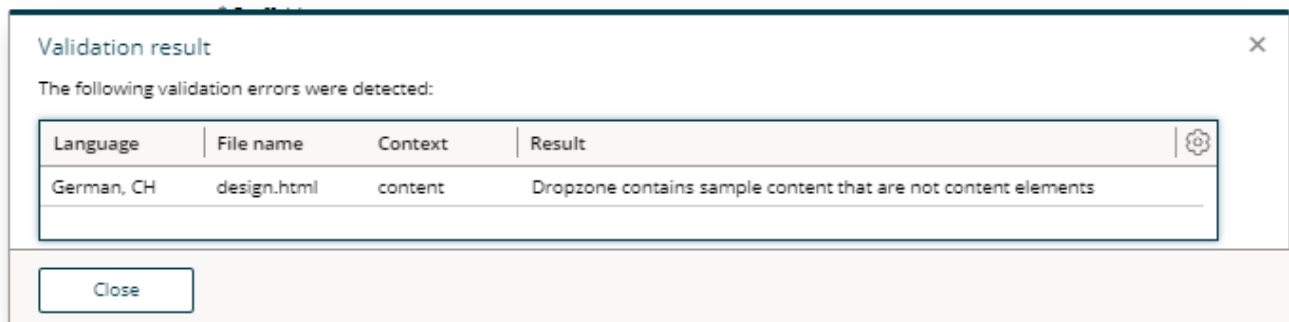 Validation result
The following validation errors were detected:
Language File name Context Result
German, CH design.html content Dropzone contains sample content that are not content elements
Close